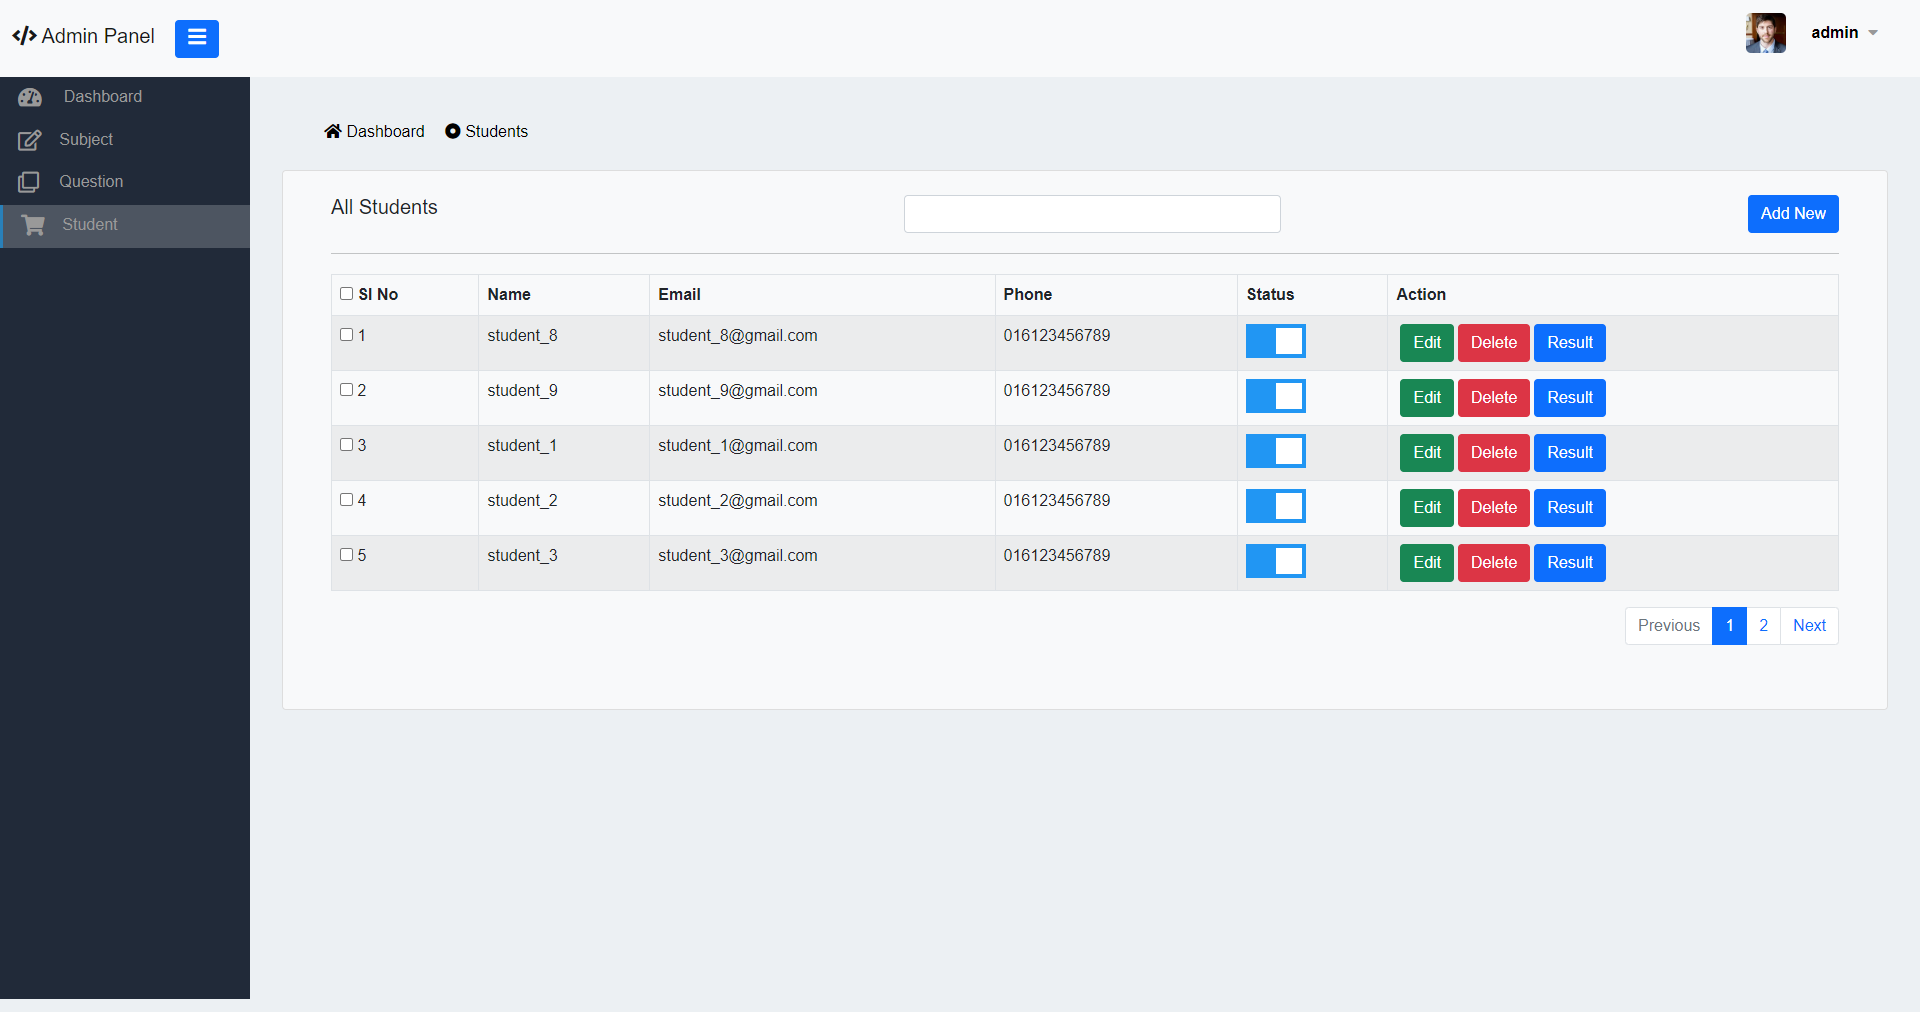 Admin Panel
admin
Dashboard
Subject
Question
Student
Dashboard Students
All Students
Add New
Sl No Name Email Phone Status Action
1 student_8 student_8@gmail.com 016123456789 Edit Delete Result
2 student_9 student_9@gmail.com 016123456789 Edit Delete Result
3 student_1 student_1@gmail.com 016123456789 Edit Delete Result
4 student_2 student_2@gmail.com 016123456789 Edit Delete Result
5 student_3 student_3@gmail.com 016123456789 Edit Delete Result
Previous 1 2 Next